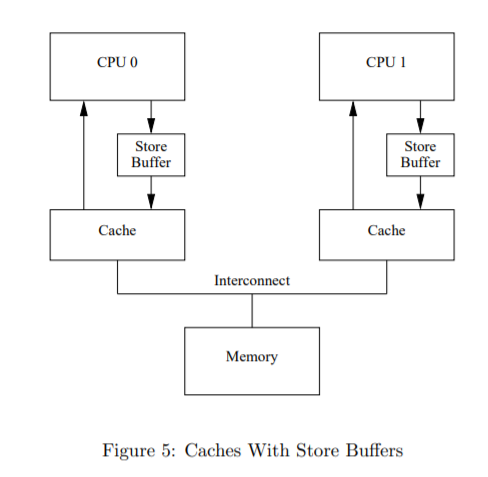 CPU 0
CPU 1
Store
Buffer
Store
Buffer
Cache
Cache
Interconnect
Memory
Figure 5: Caches With Store Buffers